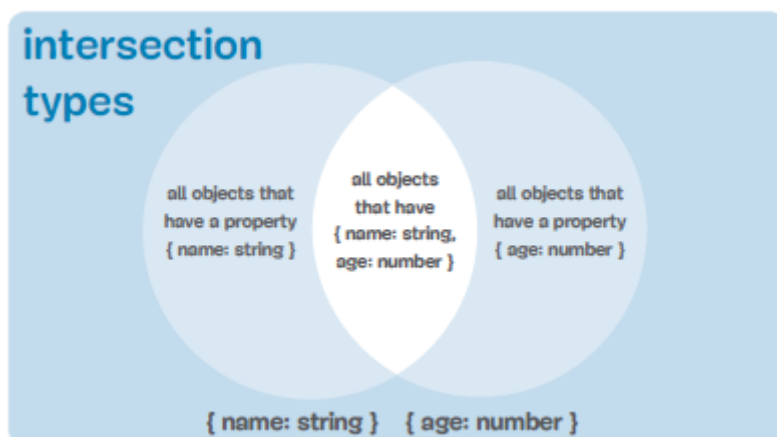 intersection
types
all objects that
have a property
{ name: string }
all objects
that have
{ name: string,
age: number }
all objects that
have a property
{ age: number }
{ name: string } { age: number }